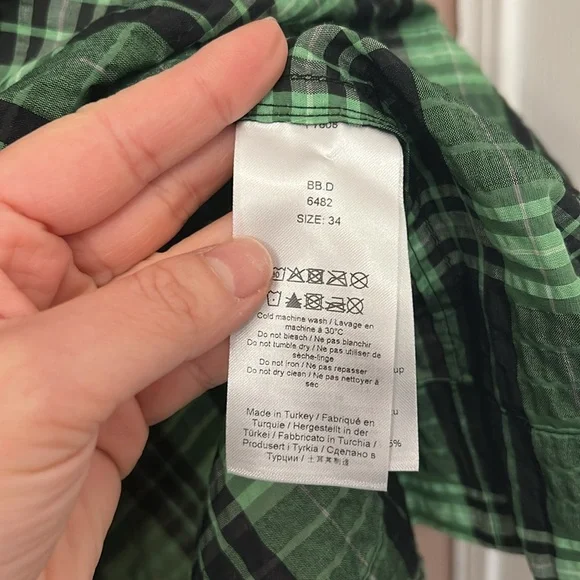 BB.D
6482
SIZE: 34
Cold machine wash / Lavage en
machine à 30°C
Do not bleach / Ne pas blanchir
Do not tumble dry / Ne pas utiliser de
sèche-linge
Do not iron / Ne pas repasser
Do not dry clean / Ne pas nettoyer à
sec
Made in Turkey / Fabriqué en
Turquie / Hergestellt in der
Türkei / Fabbricato in Turchia /
Produsert i Tyrkia / Сделано в
Турции / 土耳其制造